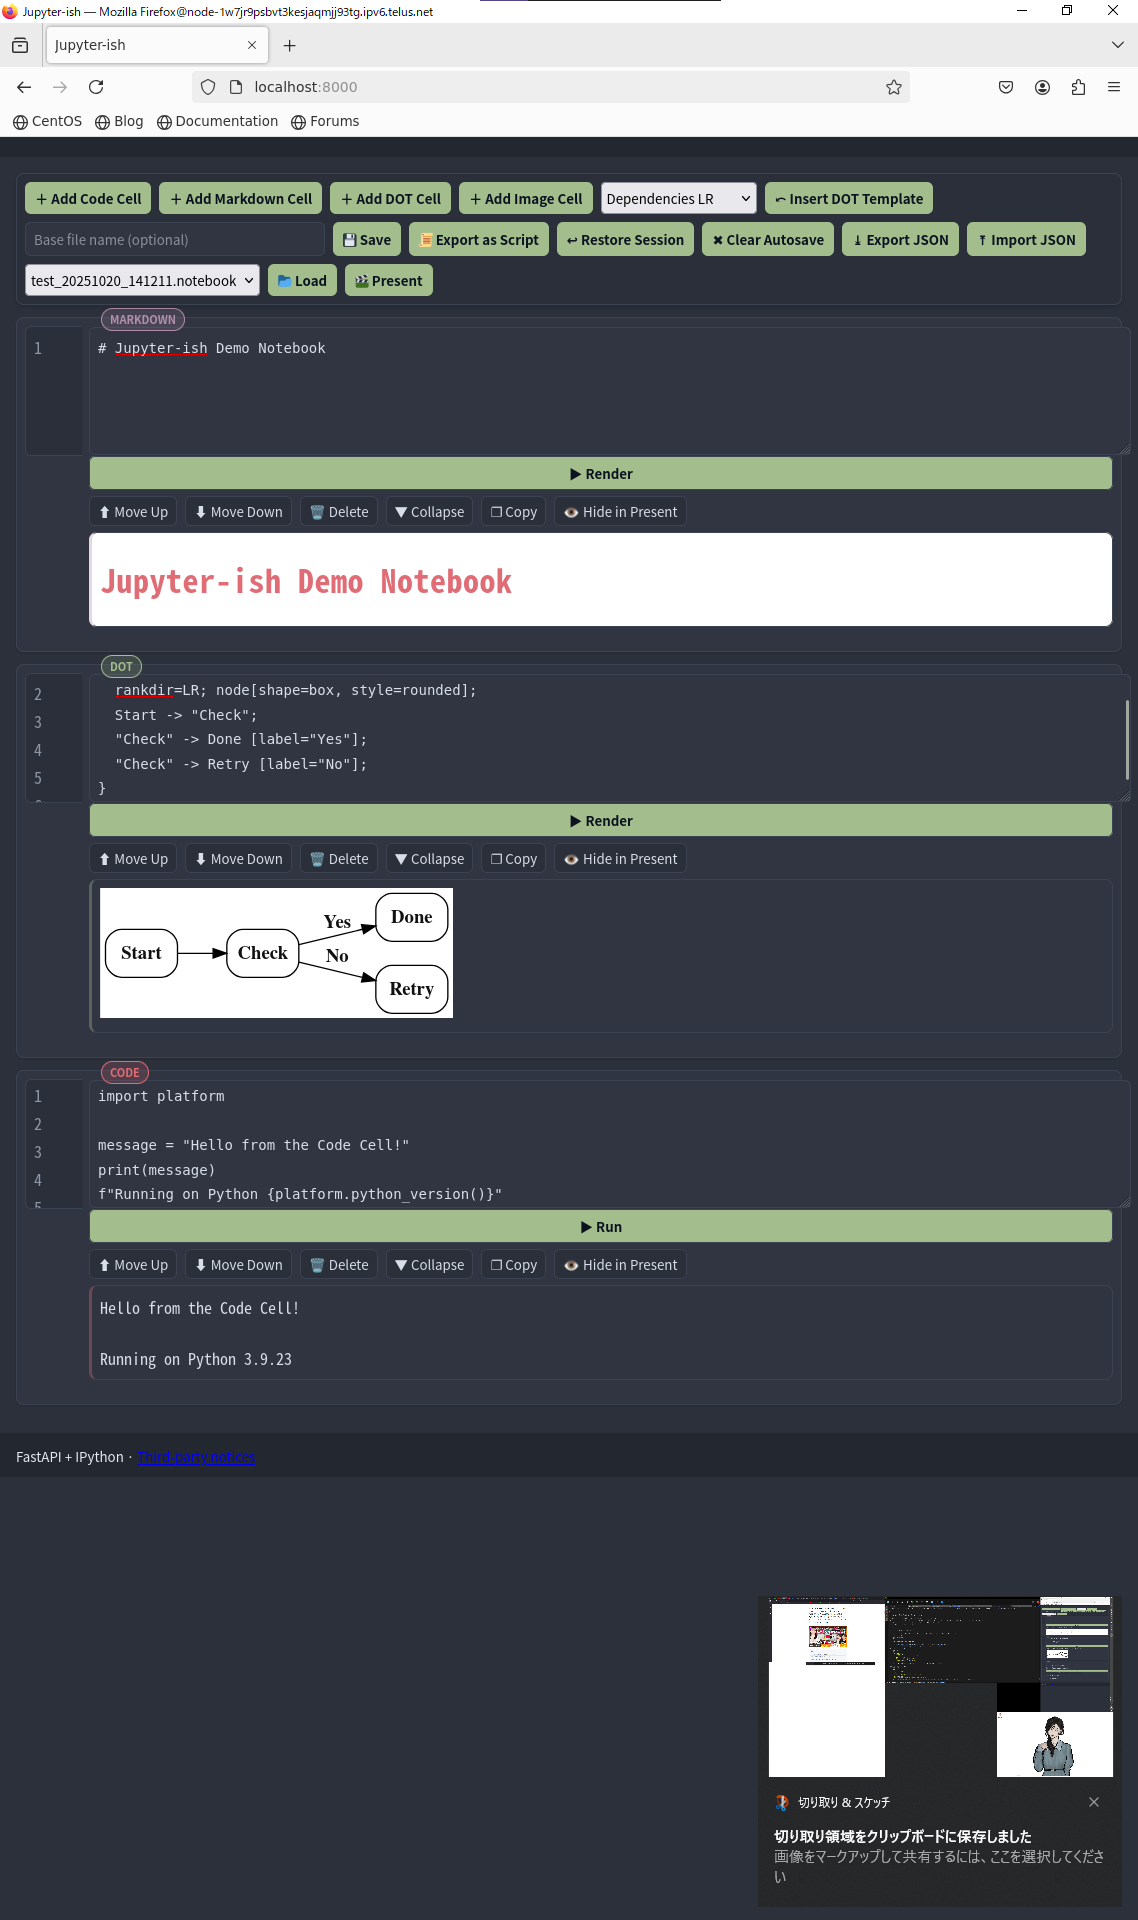 Jupyter-ish — Mozilla Firefox@node-1w7jr9psbvt3kesjaqmjj93tg.ipv6.telus.net
Jupyter-ish
localhost:8000
CentOS Blog Documentation Forums
+ Add Code Cell + Add Markdown Cell + Add DOT Cell + Add Image Cell Dependencies LR ⤺ Insert DOT Template
Base file name (optional) 💾 Save 📜 Export as Script ↩ Restore Session ✖ Clear Autosave ⤓ Export JSON ⤒ Import JSON
test_20251020_141211.notebook 📂 Load 🎬 Present
MARKDOWN
1 # Jupyter-ish Demo Notebook
▶ Render
⬆ Move Up ⬇ Move Down 🗑️ Delete ▼ Collapse ❐ Copy 👁️ Hide in Present
Jupyter-ish Demo Notebook
DOT
2 rankdir=LR; node[shape=box, style=rounded];
3 Start -> "Check";
4 "Check" -> Done [label="Yes"];
5 "Check" -> Retry [label="No"];
}
▶ Render
⬆ Move Up ⬇ Move Down 🗑️ Delete ▼ Collapse ❐ Copy 👁️ Hide in Present
Start
Check
Yes
No
Done
Retry
CODE
1 import platform
2
3 message = "Hello from the Code Cell!"
4 print(message)
5 f"Running on Python {platform.python_version()}"
▶ Run
⬆ Move Up ⬇ Move Down 🗑️ Delete ▼ Collapse ❐ Copy 👁️ Hide in Present
Hello from the Code Cell!
Running on Python 3.9.23
FastAPI + IPython · Third-party notices
切り取り & スケッチ
切り取り領域をクリップボードに保存しました
画像をマークアップして共有するには、ここを選択してくださ
い